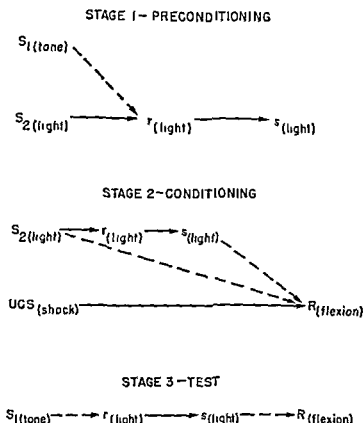 STAGE 1-PRECONDITIONING
S1(tone)
S2(light) r(light) s(light)
STAGE 2-CONDITIONING
S2(light) r(light) s(light)
UCS(shock) R(flexion)
STAGE 3-TEST
S1(tone) r(light) s(light) R(flexion)